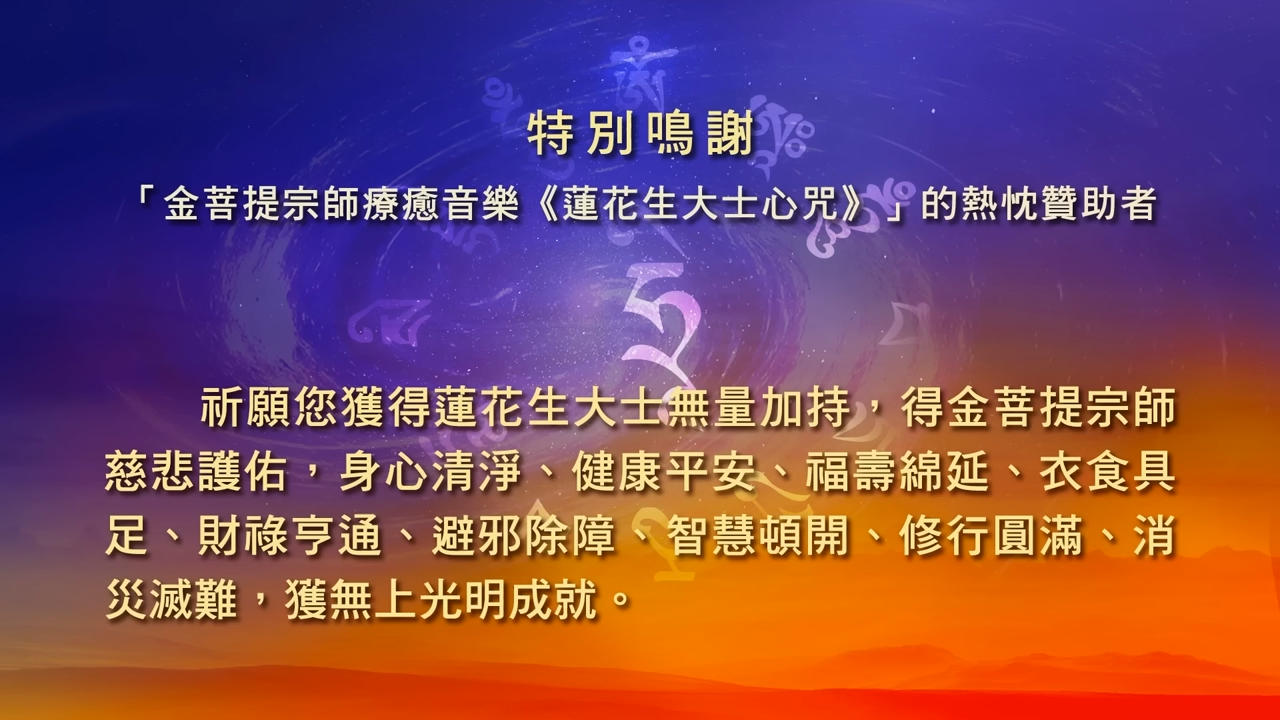 特別鳴謝
「金菩提宗師療癒音樂《蓮花生大士心咒》」的熱忱贊助者
祈願您獲得蓮花生大士無量加持，得金菩提宗師
慈悲護佑，身心清淨、健康平安、福壽綿延、衣食具
足、財祿亨通、避邪除障、智慧頓開、修行圓滿、消
災滅難，獲無上光明成就。